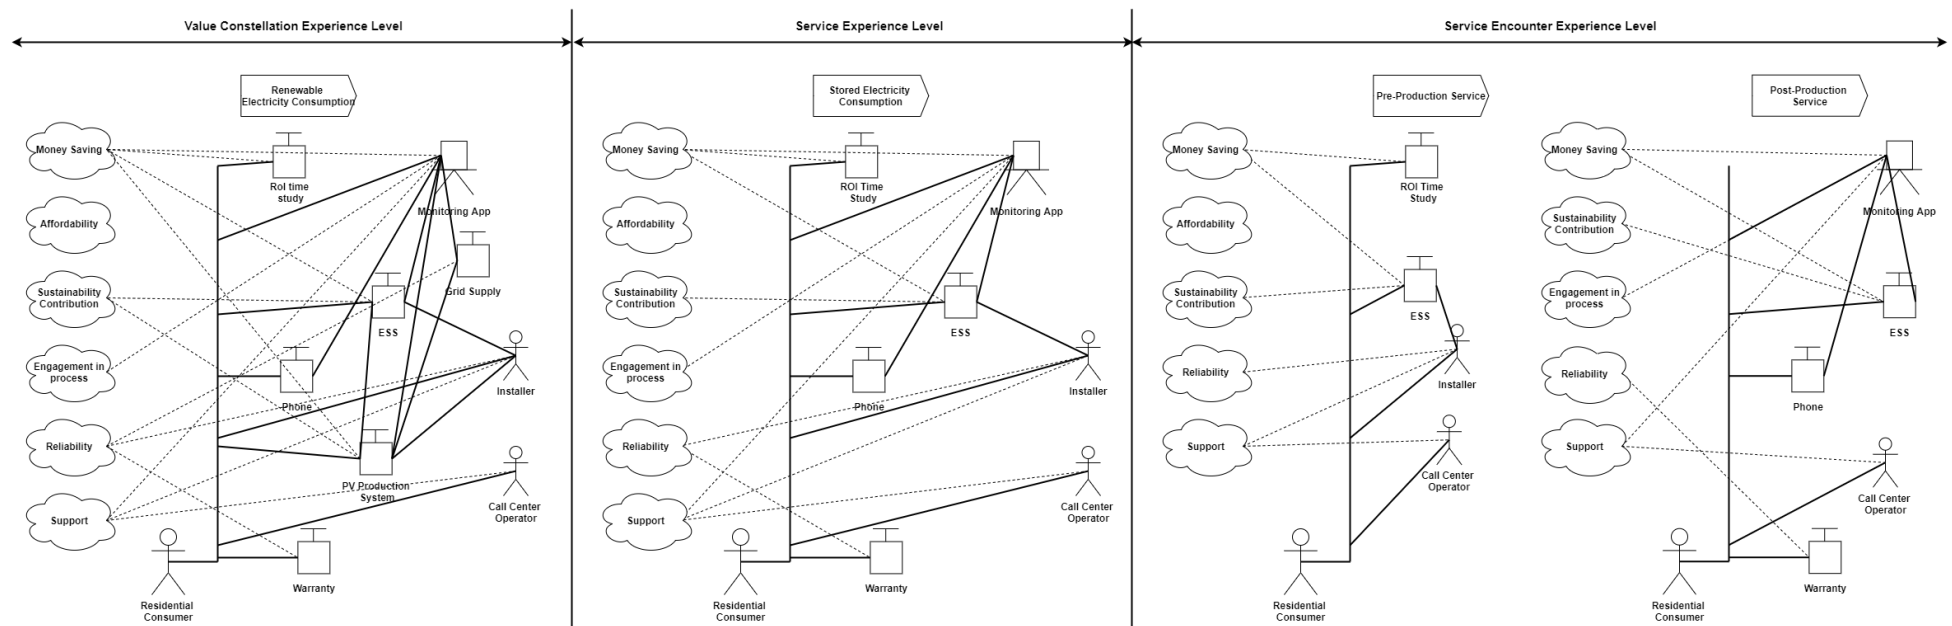 Value Constellation Experience Level
Service Experience Level
Service Encounter Experience Level
Renewable
Electricity Consumption
Money Saving
RoI time
study
Monitoring App
Affordability
Grid Supply
Sustainability
Contribution
ESS
Engagement in
process
Phone
Installer
Reliability
PV Production
System
Support
Call Center
Operator
Warranty
Residential
Consumer
Stored Electricity
Consumption
Money Saving
ROI Time
Study
Monitoring App
Affordability
Sustainability
Contribution
ESS
Engagement in
process
Phone
Installer
Reliability
Support
Call Center
Operator
Warranty
Residential
Consumer
Pre-Production Service
Money Saving
ROI Time
Study
Affordability
Sustainability
Contribution
ESS
Reliability
Installer
Support
Call Center
Operator
Residential
Consumer
Post-Production
Service
Money Saving
Monitoring App
Sustainability
Contribution
Engagement in
process
ESS
Reliability
Phone
Support
Call Center
Operator
Warranty
Residential
Consumer